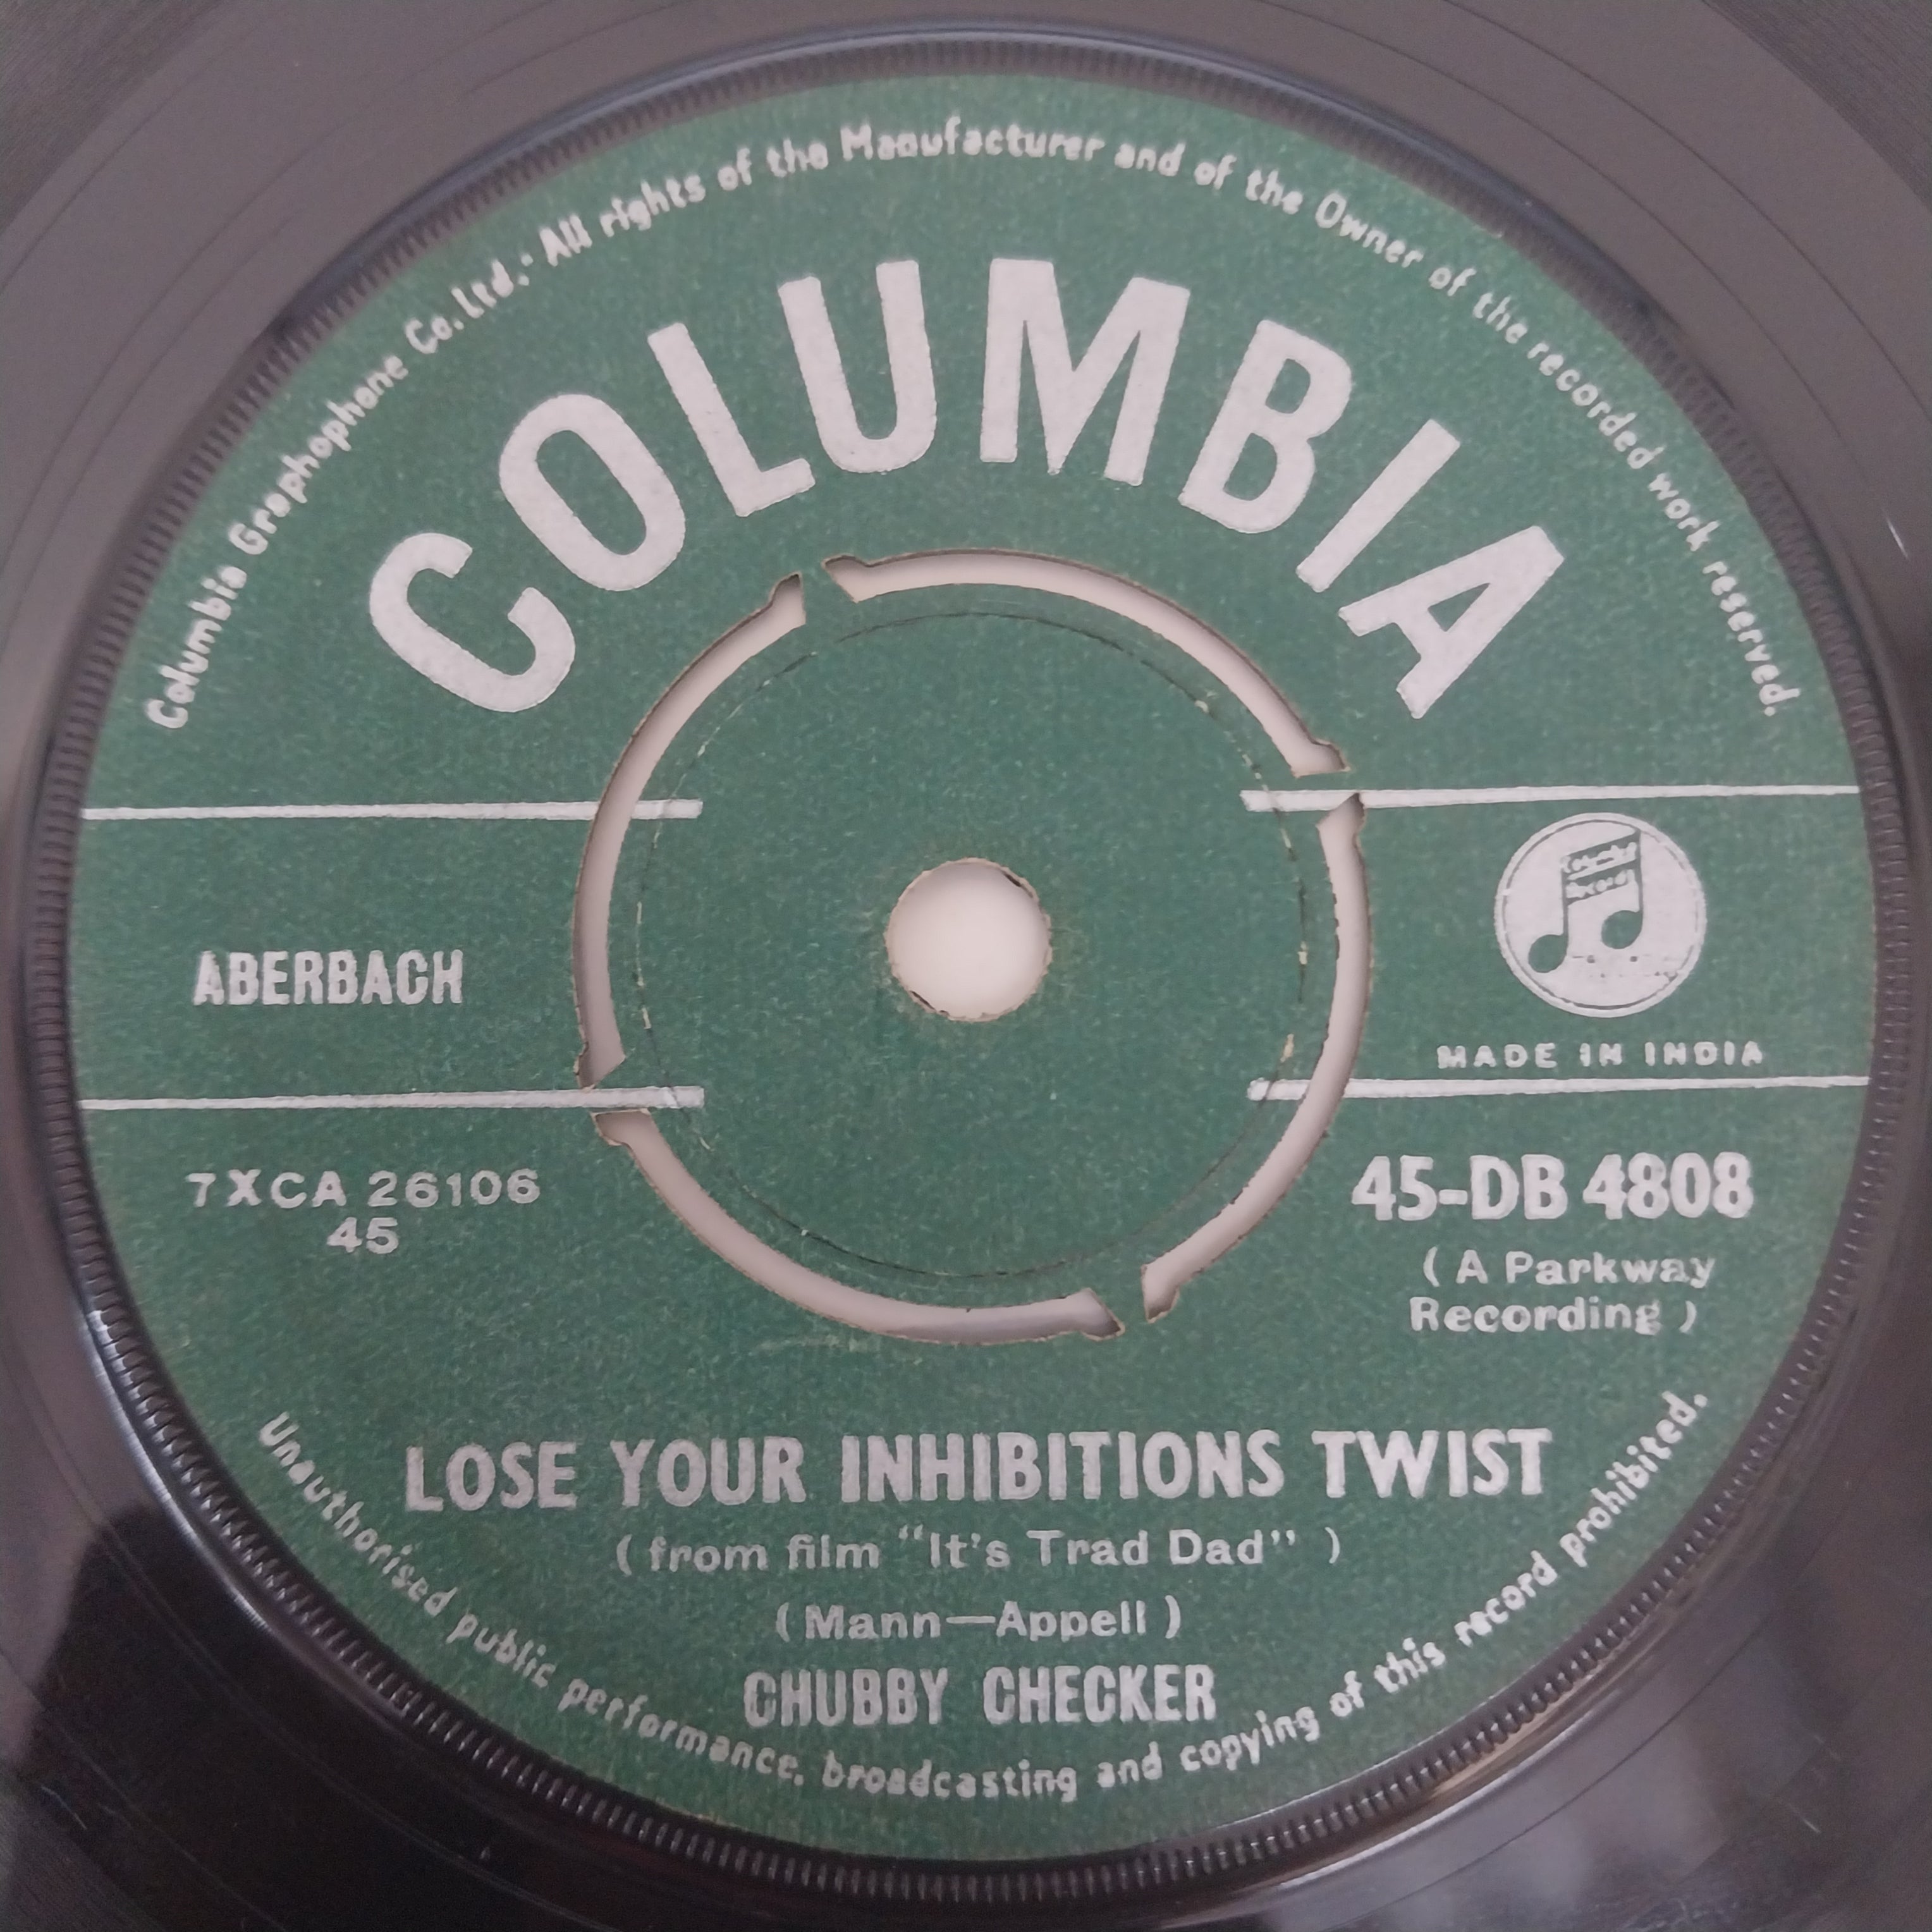 Columbia Graphophone Co.Ltd.· All rights of the Manufacturer and of the Owner of the recorded work reserved.
COLUMBIA
Columbia
Records
ABERBACH
MADE IN INDIA
7XCA 26106
45
45-DB 4808
(A Parkway
Recording)
LOSE YOUR INHIBITIONS TWIST
(from film “It's Trad Dad”)
(Mann—Appell)
CHUBBY CHECKER
Unauthorised public performance, broadcasting and copying of this record prohibited.